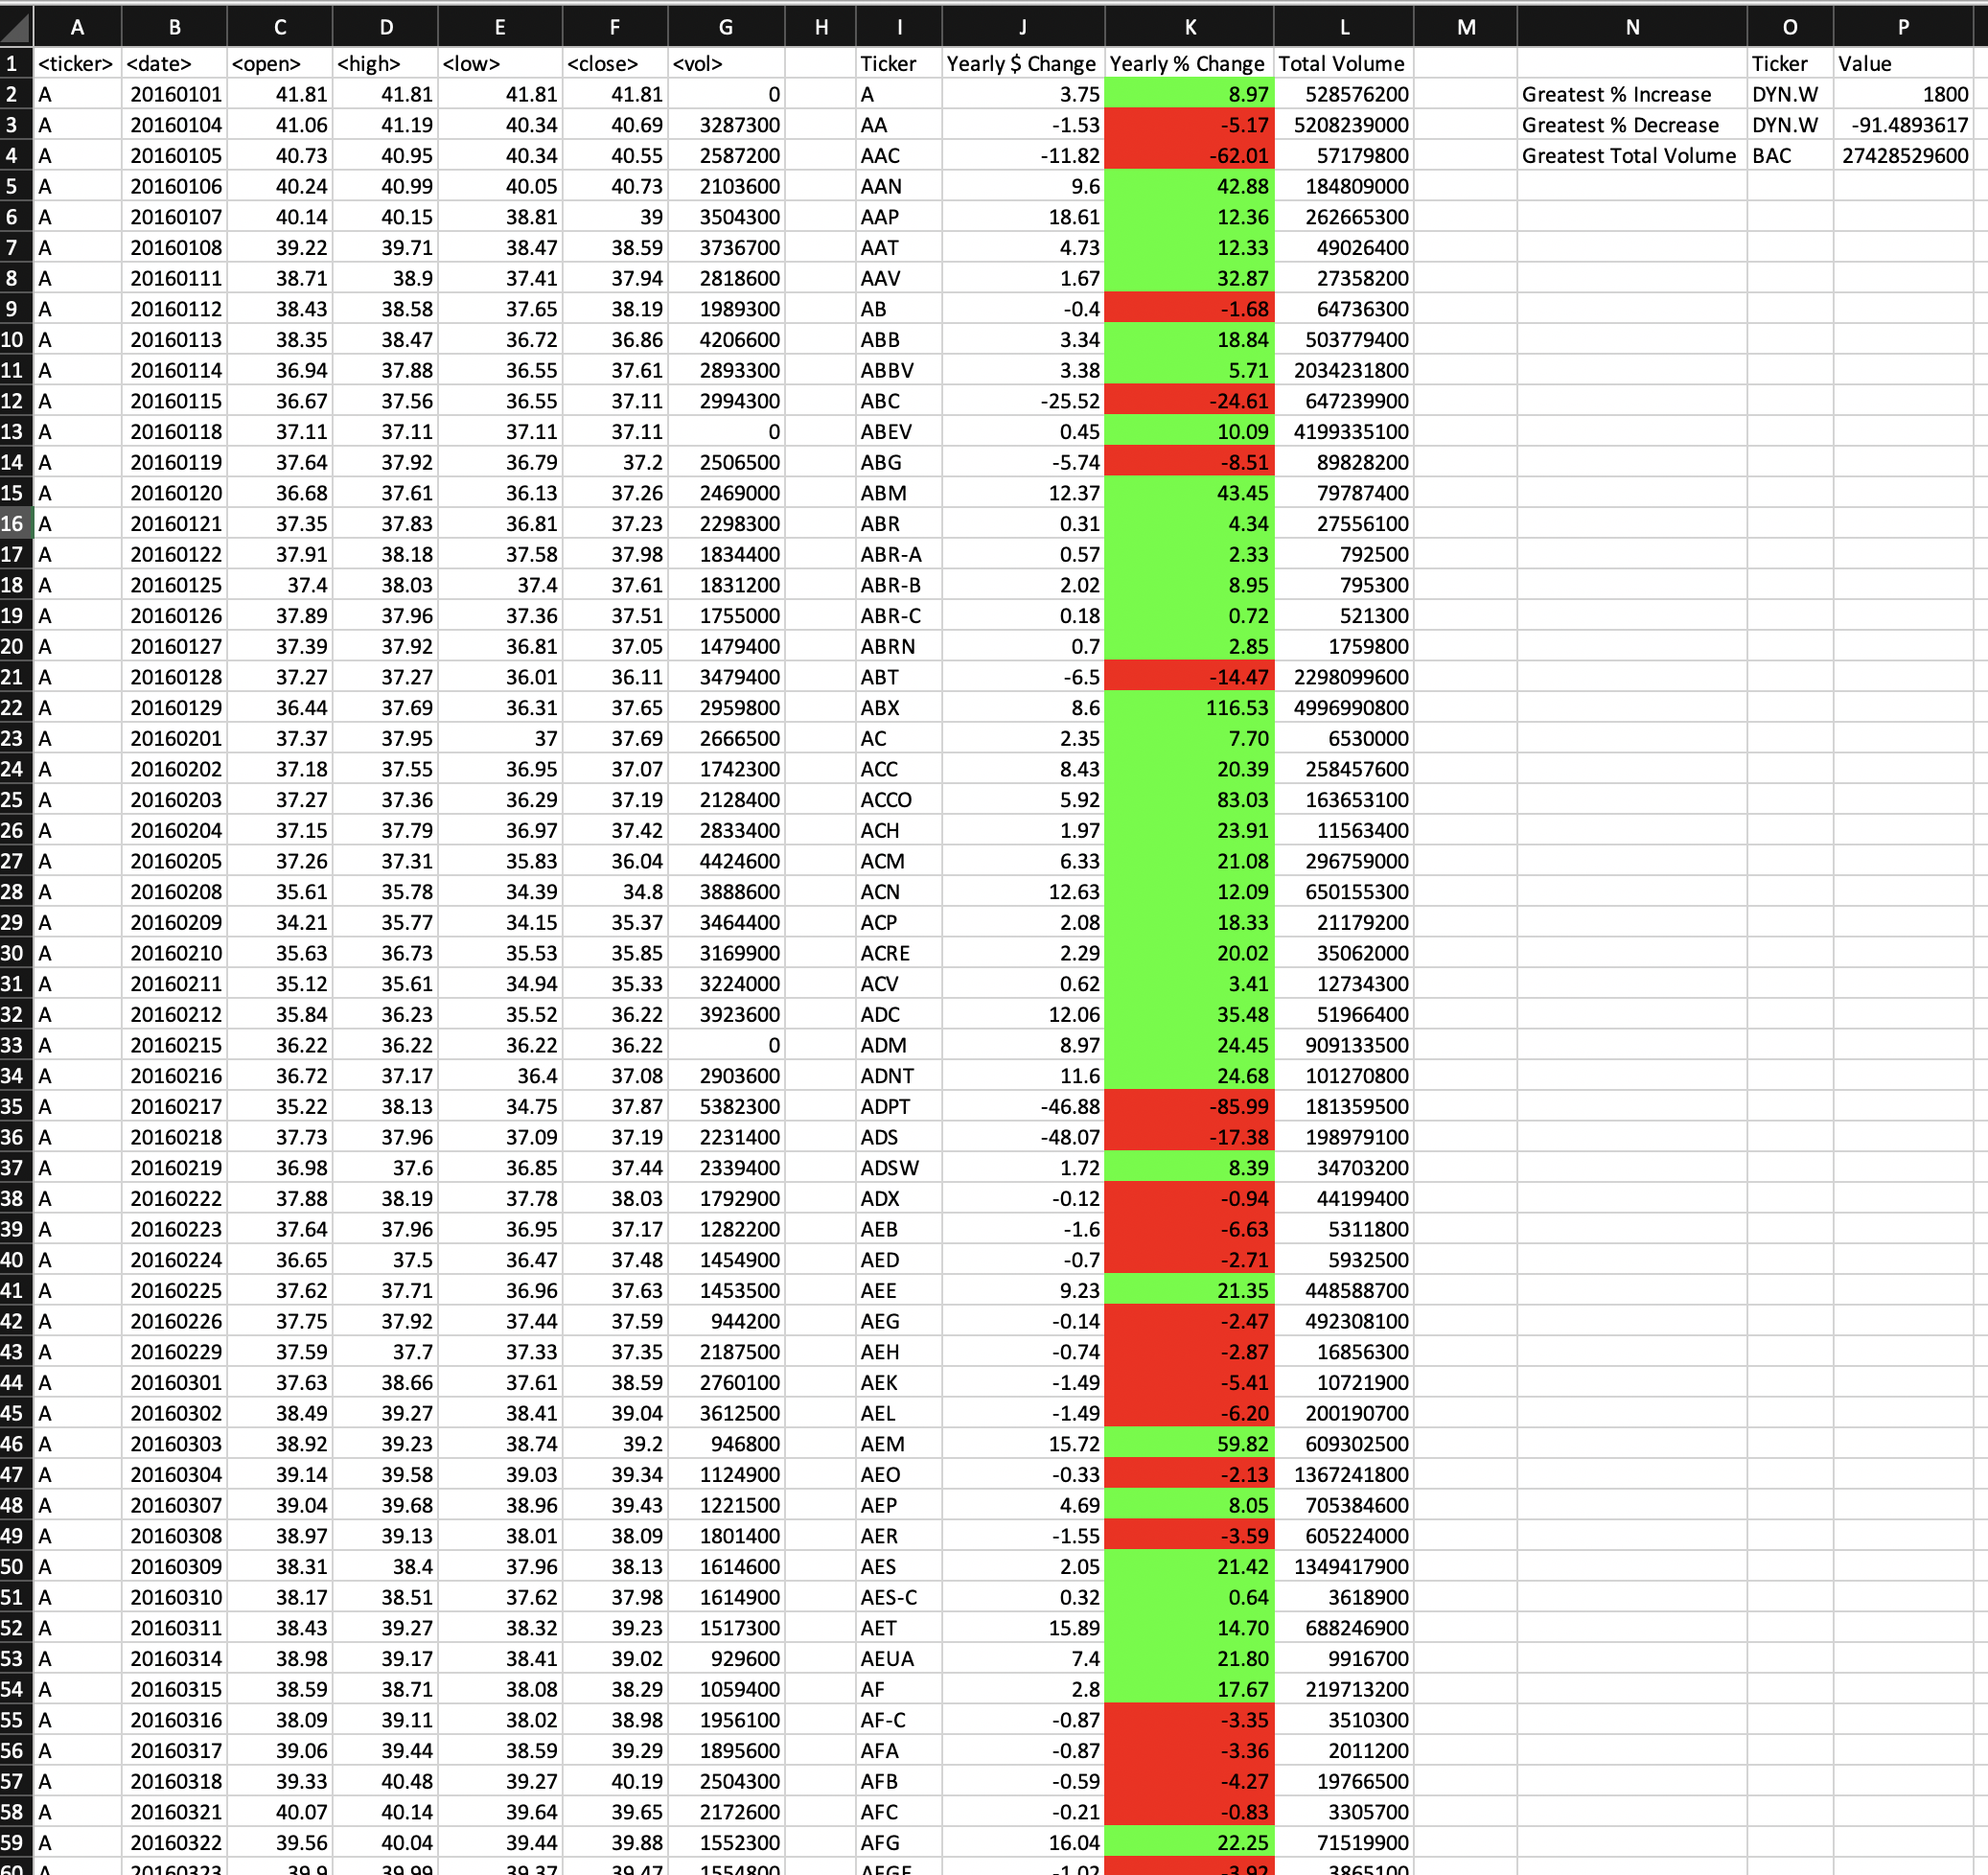 A B C D E F G H I J K L M N O P
1 <ticker> <date> <open> <high> <low> <close> <vol> Ticker Yearly $ Change Yearly % Change Total Volume Ticker Value
2 A 20160101 41.81 41.81 41.81 41.81 0 A 3.75 8.97 528576200 Greatest % Increase DYN.W 1800
3 A 20160104 41.06 41.19 40.34 40.69 3287300 AA -1.53 -5.17 5208239000 Greatest % Decrease DYN.W -91.4893617
4 A 20160105 40.73 40.95 40.34 40.55 2587200 AAC -11.82 -62.01 57179800 Greatest Total Volume BAC 27428529600
5 A 20160106 40.24 40.99 40.05 40.73 2103600 AAN 9.6 42.88 184809000
6 A 20160107 40.14 40.15 38.81 39 3504300 AAP 18.61 12.36 262665300
7 A 20160108 39.22 39.71 38.47 38.59 3736700 AAT 4.73 12.33 49026400
8 A 20160111 38.71 38.9 37.41 37.94 2818600 AAV 1.67 32.87 27358200
9 A 20160112 38.43 38.58 37.65 38.19 1989300 AB -0.4 -1.68 64736300
10 A 20160113 38.35 38.47 36.72 36.86 4206600 ABB 3.34 18.84 503779400
11 A 20160114 36.94 37.88 36.55 37.61 2893300 ABBV 3.38 5.71 2034231800
12 A 20160115 36.67 37.56 36.55 37.11 2994300 ABC -25.52 -24.61 647239900
13 A 20160118 37.11 37.11 37.11 37.11 0 ABEV 0.45 10.09 4199335100
14 A 20160119 37.64 37.92 36.79 37.2 2506500 ABG -5.74 -8.51 89828200
15 A 20160120 36.68 37.61 36.13 37.26 2469000 ABM 12.37 43.45 79787400
16 A 20160121 37.35 37.83 36.81 37.23 2298300 ABR 0.31 4.34 27556100
17 A 20160122 37.91 38.18 37.58 37.98 1834400 ABR-A 0.57 2.33 792500
18 A 20160125 37.4 38.03 37.4 37.61 1831200 ABR-B 2.02 8.95 795300
19 A 20160126 37.89 37.96 37.36 37.51 1755000 ABR-C 0.18 0.72 521300
20 A 20160127 37.39 37.92 36.81 37.05 1479400 ABRN 0.7 2.85 1759800
21 A 20160128 37.27 37.27 36.01 36.11 3479400 ABT -6.5 -14.47 2298099600
22 A 20160129 36.44 37.69 36.31 37.65 2959800 ABX 8.6 116.53 4996990800
23 A 20160201 37.37 37.95 37 37.69 2666500 AC 2.35 7.70 6530000
24 A 20160202 37.18 37.55 36.95 37.07 1742300 ACC 8.43 20.39 258457600
25 A 20160203 37.27 37.36 36.29 37.19 2128400 ACCO 5.92 83.03 163653100
26 A 20160204 37.15 37.79 36.97 37.42 2833400 ACH 1.97 23.91 11563400
27 A 20160205 37.26 37.31 35.83 36.04 4424600 ACM 6.33 21.08 296759000
28 A 20160208 35.61 35.78 34.39 34.8 3888600 ACN 12.63 12.09 650155300
29 A 20160209 34.21 35.77 34.15 35.37 3464400 ACP 2.08 18.33 21179200
30 A 20160210 35.63 36.73 35.53 35.85 3169900 ACRE 2.29 20.02 35062000
31 A 20160211 35.12 35.61 34.94 35.33 3224000 ACV 0.62 3.41 12734300
32 A 20160212 35.84 36.23 35.52 36.22 3923600 ADC 12.06 35.48 51966400
33 A 20160215 36.22 36.22 36.22 36.22 0 ADM 8.97 24.45 909133500
34 A 20160216 36.72 37.17 36.4 37.08 2903600 ADNT 11.6 24.68 101270800
35 A 20160217 35.22 38.13 34.75 37.87 5382300 ADPT -46.88 -85.99 181359500
36 A 20160218 37.73 37.96 37.09 37.19 2231400 ADS -48.07 -17.38 198979100
37 A 20160219 36.98 37.6 36.85 37.44 2339400 ADSW 1.72 8.39 34703200
38 A 20160222 37.88 38.19 37.78 38.03 1792900 ADX -0.12 -0.94 44199400
39 A 20160223 37.64 37.96 36.95 37.17 1282200 AEB -1.6 -6.63 5311800
40 A 20160224 36.65 37.5 36.47 37.48 1454900 AED -0.7 -2.71 5932500
41 A 20160225 37.62 37.71 36.96 37.63 1453500 AEE 9.23 21.35 448588700
42 A 20160226 37.75 37.92 37.44 37.59 944200 AEG -0.14 -2.47 492308100
43 A 20160229 37.59 37.7 37.33 37.35 2187500 AEH -0.74 -2.87 16856300
44 A 20160301 37.63 38.66 37.61 38.59 2760100 AEK -1.49 -5.41 10721900
45 A 20160302 38.49 39.27 38.41 39.04 3612500 AEL -1.49 -6.20 200190700
46 A 20160303 38.92 39.23 38.74 39.2 946800 AEM 15.72 59.82 609302500
47 A 20160304 39.14 39.58 39.03 39.34 1124900 AEO -0.33 -2.13 1367241800
48 A 20160307 39.04 39.68 38.96 39.43 1221500 AEP 4.69 8.05 705384600
49 A 20160308 38.97 39.13 38.01 38.09 1801400 AER -1.55 -3.59 605224000
50 A 20160309 38.31 38.4 37.96 38.13 1614600 AES 2.05 21.42 1349417900
51 A 20160310 38.17 38.51 37.62 37.98 1614900 AES-C 0.32 0.64 3618900
52 A 20160311 38.43 39.27 38.32 39.23 1517300 AET 15.89 14.70 688246900
53 A 20160314 38.98 39.17 38.41 39.02 929600 AEUA 7.4 21.80 9916700
54 A 20160315 38.59 38.71 38.08 38.29 1059400 AF 2.8 17.67 219713200
55 A 20160316 38.09 39.11 38.02 38.98 1956100 AF-C -0.87 -3.35 3510300
56 A 20160317 39.06 39.44 38.59 39.29 1895600 AFA -0.87 -3.36 2011200
57 A 20160318 39.33 40.48 39.27 40.19 2504300 AFB -0.59 -4.27 19766500
58 A 20160321 40.07 40.14 39.64 39.65 2172600 AFC -0.21 -0.83 3305700
59 A 20160322 39.56 40.04 39.44 39.88 1552300 AFG 16.04 22.25 71519900
60 A 20160323 39.9 39.99 39.37 39.47 1554800 -1.02 -3.92 3865100